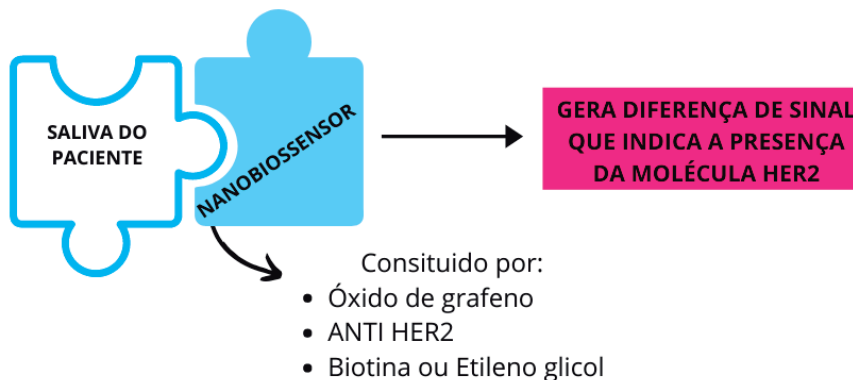 SALIVA DO
PACIENTE
NANOBIOSSENSOR
GERA DIFERENÇA DE SINAL
QUE INDICA A PRESENÇA
DA MOLÉCULA HER2
Consituido por:
• Óxido de grafeno
• ANTI HER2
• Biotina ou Etileno glicol